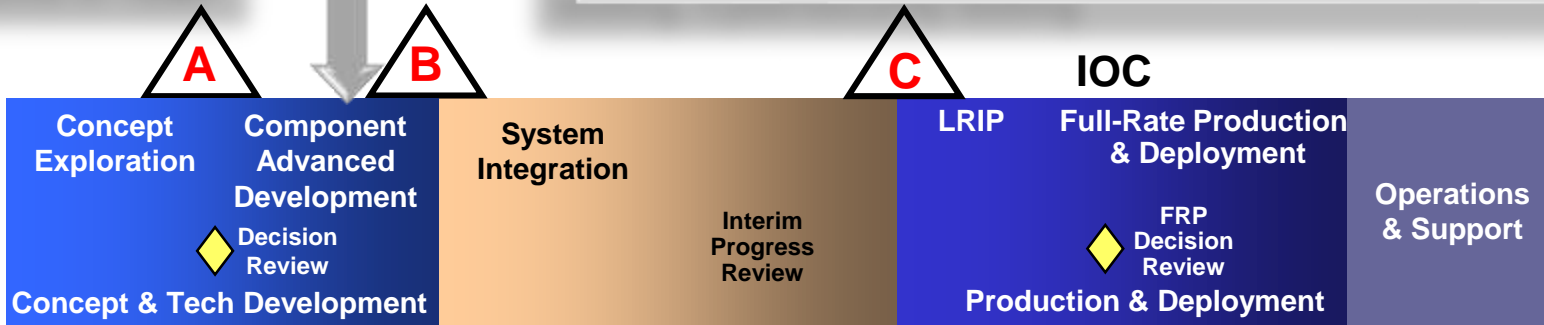 A
B
C
IOC
Concept
Exploration
Component
Advanced
Development
Decision
Review
Concept & Tech Development
System
Integration
Interim
Progress
Review
LRIP
Full-Rate Production
& Deployment
FRP
Decision
Review
Production & Deployment
Operations
& Support